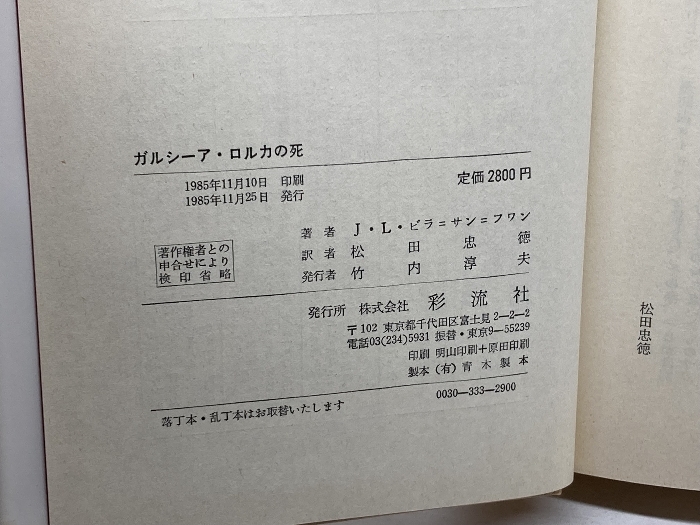 ガルシーア・ロルカの死
1985年11月10日 印刷
1985年11月25日 発行
定価 2800 円
著作権者との
申合せにより
検印省略
著者 J・L・ビラ=サン=フワン
訳者 松田忠徳
発行者 竹内淳夫
発行所 株式会社 彩流社
〒102 東京都千代田区富士見 2—2—2
電話03(234)5931 振替・東京9—55239
印刷 明山印刷+原田印刷
製本 (有) 青木製本
落丁本・乱丁本はお取替いたします
0030—333—2900
松田忠徳